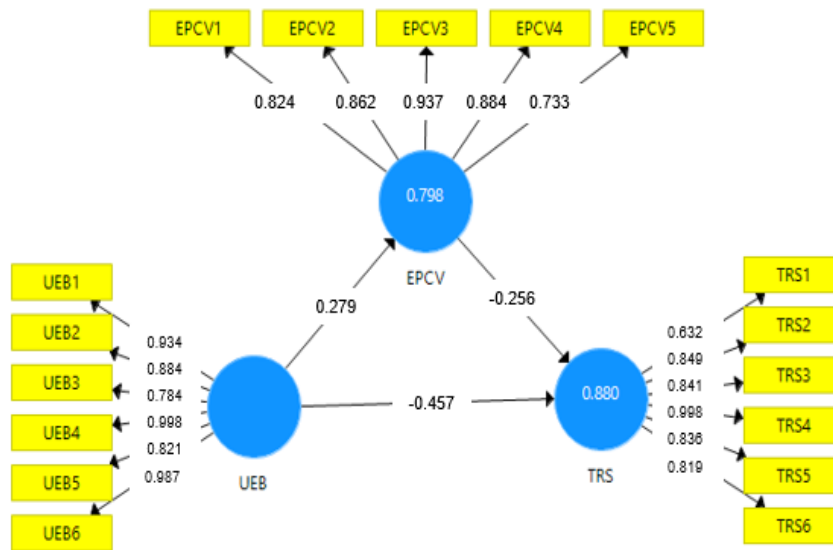 EPCV1 EPCV2 EPCV3 EPCV4 EPCV5
0.824 0.862 0.937 0.884 0.733
0.798
EPCV
UEB1
UEB2
UEB3
UEB4
UEB5
UEB6
0.934
0.884
0.784
0.998
0.821
0.987
UEB
0.279
-0.256
-0.457
0.880
TRS
0.632
0.849
0.841
0.998
0.836
0.819
TRS1
TRS2
TRS3
TRS4
TRS5
TRS6